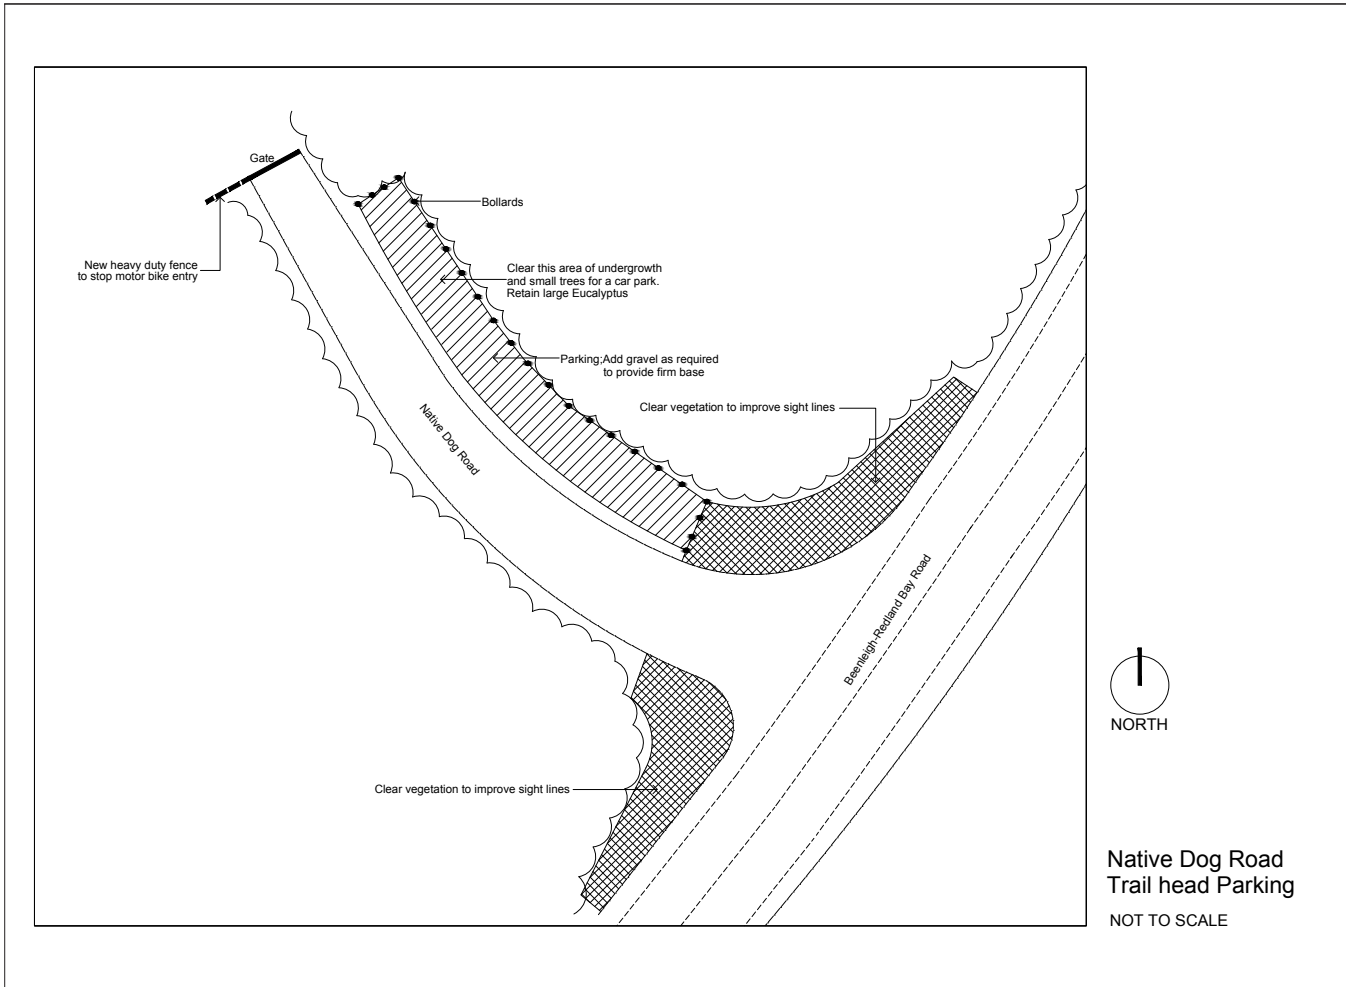 Gate
Bollards
New heavy duty fence
to stop motor bike entry
Clear this area of undergrowth
and small trees for a car park.
Retain large Eucalyptus
Parking;Add gravel as required
to provide firm base
Clear vegetation to improve sight lines
Native Dog Road
Beenleigh-Redland Bay Road
NORTH
Clear vegetation to improve sight lines
Native Dog Road
Trail head Parking
NOT TO SCALE